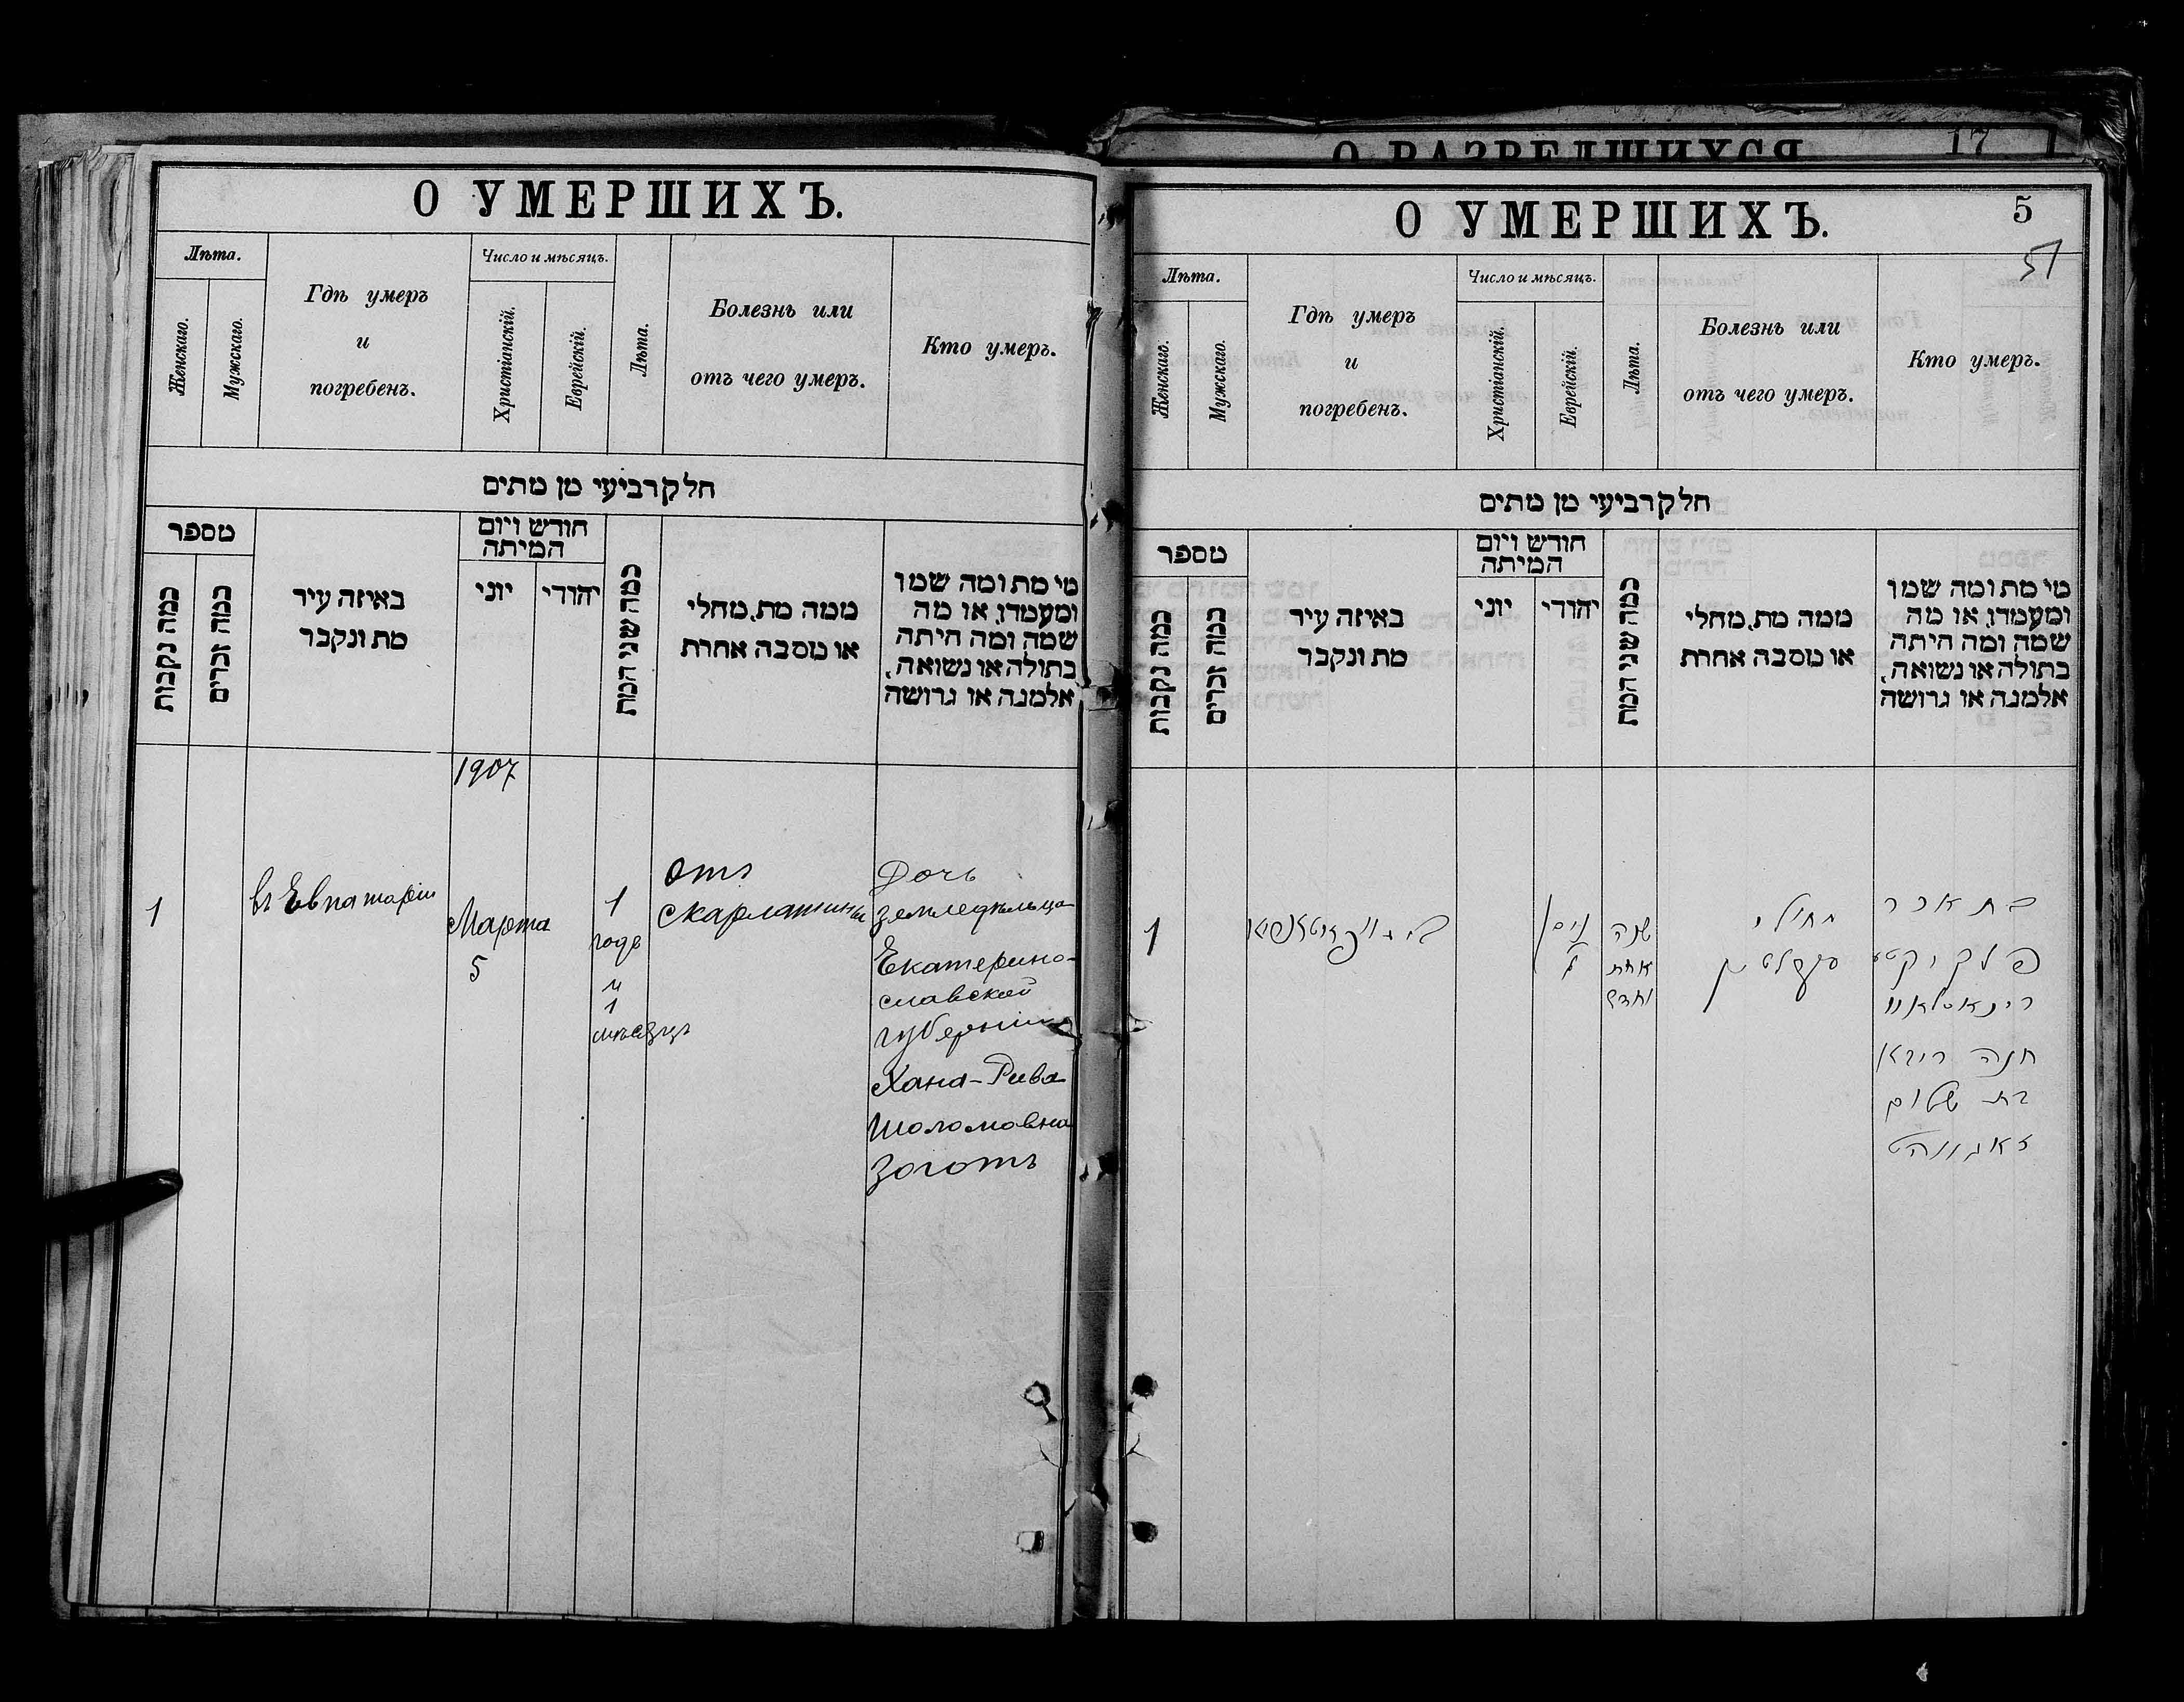 О УМЕРШИХЪ.
Лѣта.
Женскаго.
Мужскаго.
Гдѣ умеръ
и
погребенъ.
Число и мѣсяцъ.
Христіанскій.
Еврейскій.
Лѣта.
Болезнь или
отъ чего умеръ.
Кто умеръ.
חלק רביעי מן מתים
מספר
כמה נקבות
כמה זכרים
באיזה עיר
מת ונקבר
חודש ויום
המיתה
יוני
יהודי
כמה שני המת
ממה מת, מחלי
או מסבה אחרת
מי מת ומה שמו
ומעמדו, או מה
שמה ומה היתה
בתולה או נשואה,
אלמנה או גרושה
1907
1
въ Евпаторіи
Марта
5
1
годъ
и
1
мѣсяцъ
отъ
скарлатины
Дочь
земледѣльца
Екатерино-
славской
губерніи
Хана-Рива
Шоломовна
Зоготъ
О РАЗВЕДШИХСЯ
17
О УМЕРШИХЪ.
5
51
Лѣта.
Женскаго.
Мужскаго.
Гдѣ умеръ
и
погребенъ.
Число и мѣсяцъ.
Христіанскій.
Еврейскій.
Лѣта.
Болезнь или
отъ чего умеръ.
Кто умеръ.
חלק רביעי מן מתים
מספר
כמה נקבות
כמה זכרים
באיזה עיר
מת ונקבר
חודש ויום
המיתה
יוני
יהודי
כמה שני המת
ממה מת, מחלי
או מסבה אחרת
מי מת ומה שמו
ומעמדו, או מה
שמה ומה היתה
בתולה או נשואה,
אלמנה או גרושה
1
ניסן
שנה
אחת
וחדש
מחולי
בת אכר
חנה ריווא
בת שלום